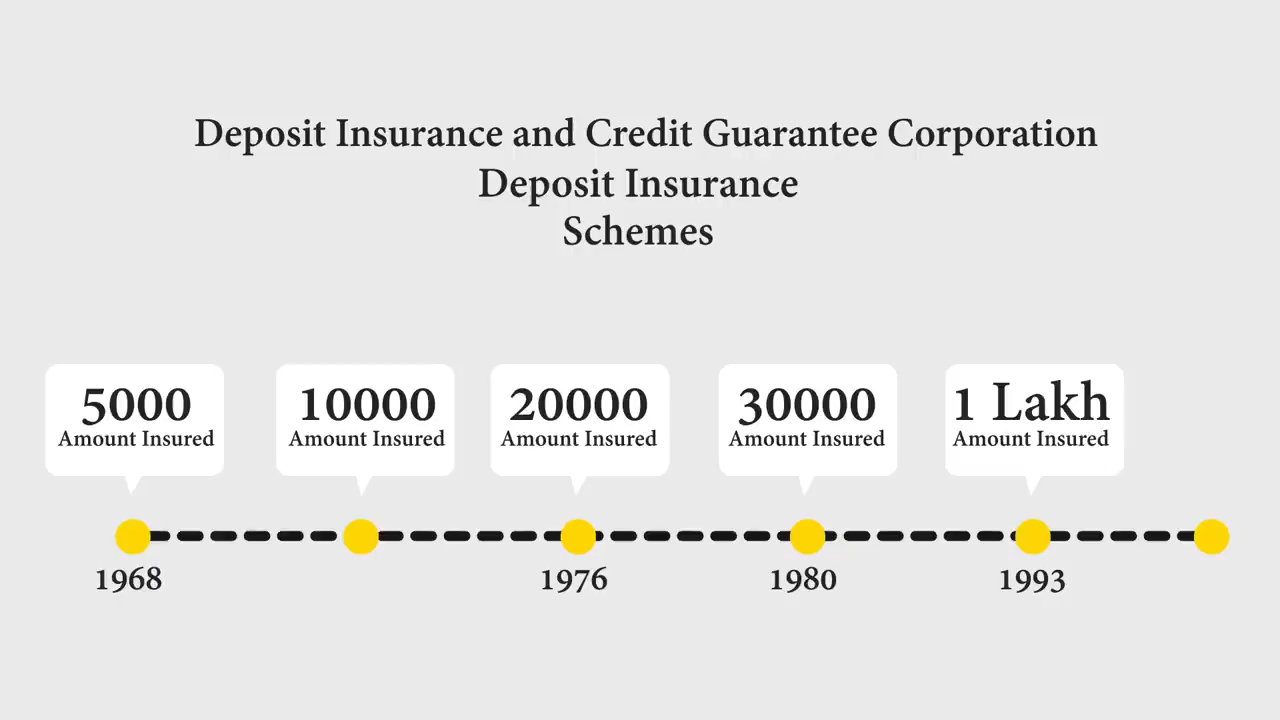 Deposit Insurance and Credit Guarantee Corporation
Deposit Insurance
Schemes
5000
Amount Insured
10000
Amount Insured
20000
Amount Insured
30000
Amount Insured
1 Lakh
Amount Insured
1968
1976
1980
1993